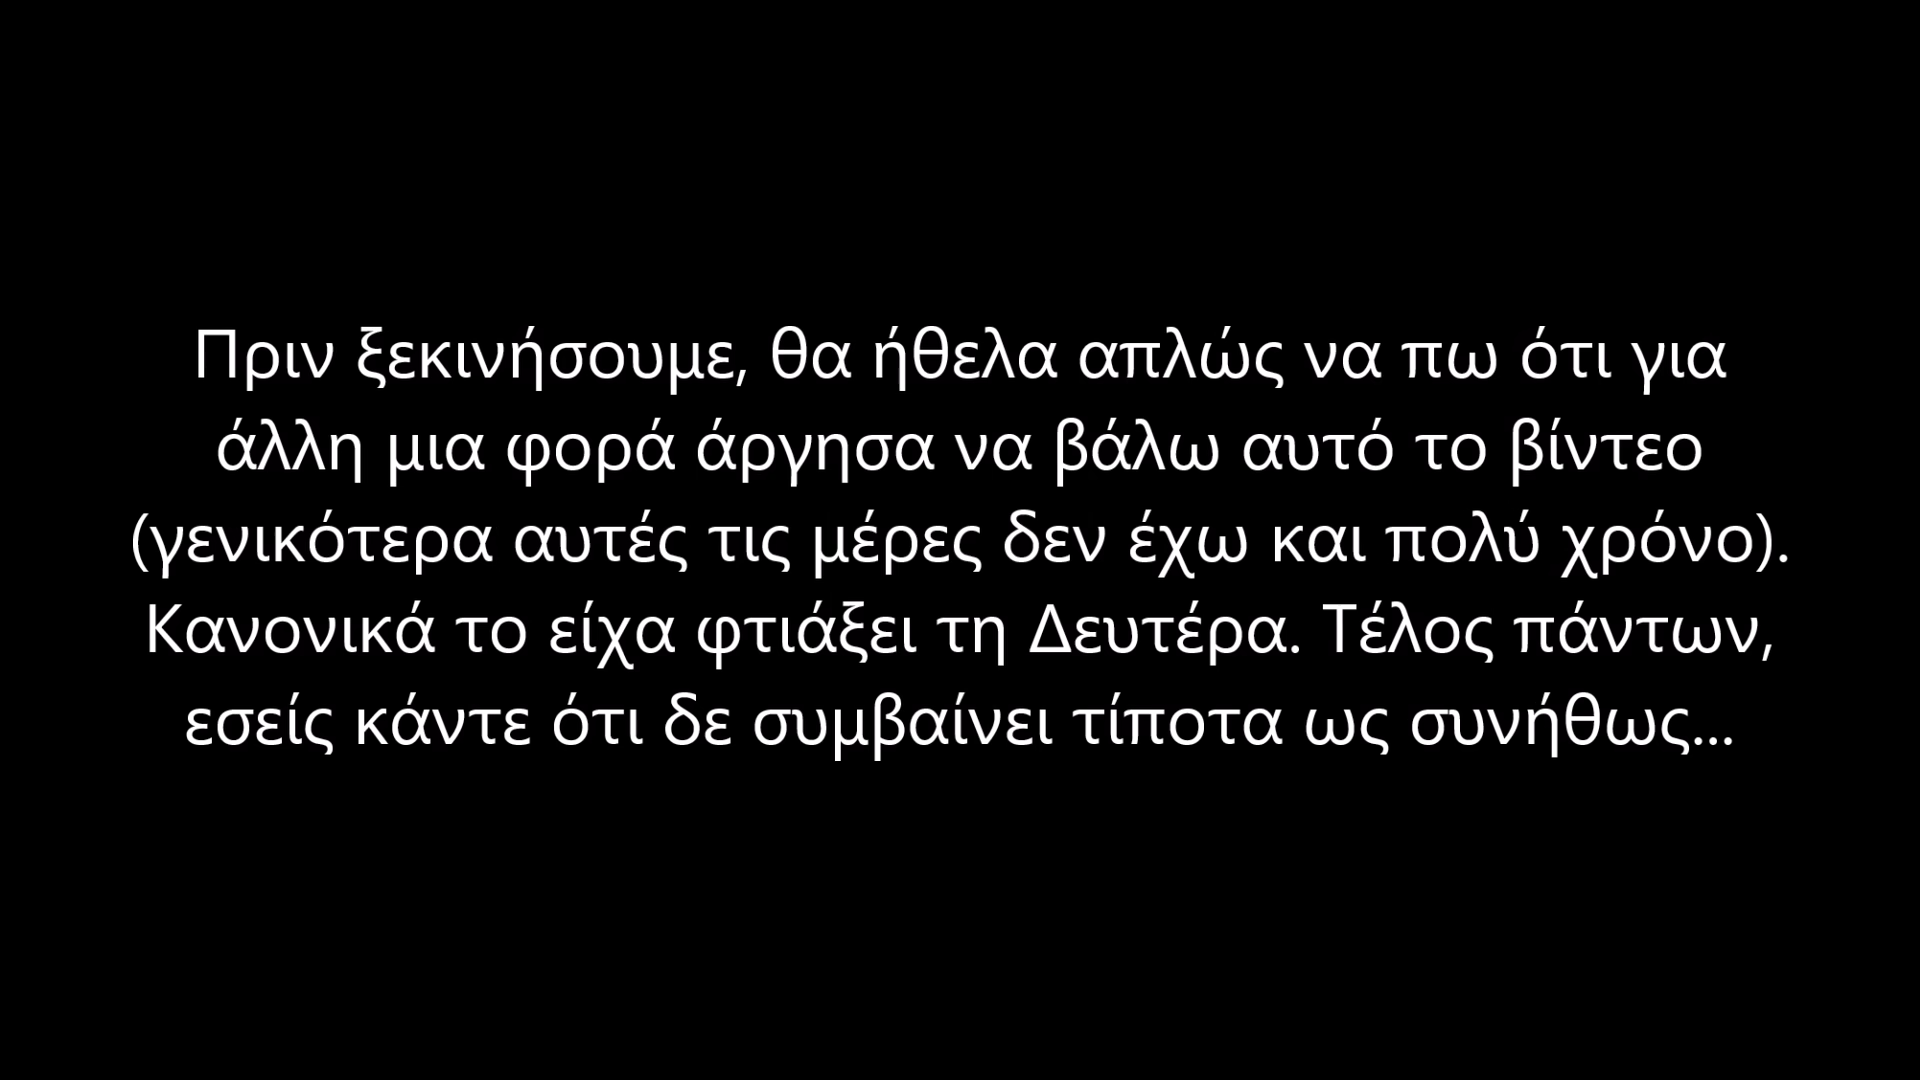 Πριν ξεκινήσουμε, θα ήθελα απλώς να πω ότι για
άλλη μια φορά άργησα να βάλω αυτό το βίντεο
(γενικότερα αυτές τις μέρες δεν έχω και πολύ χρόνο).
Κανονικά το είχα φτιάξει τη Δευτέρα. Τέλος πάντων,
εσείς κάντε ότι δε συμβαίνει τίποτα ως συνήθως...